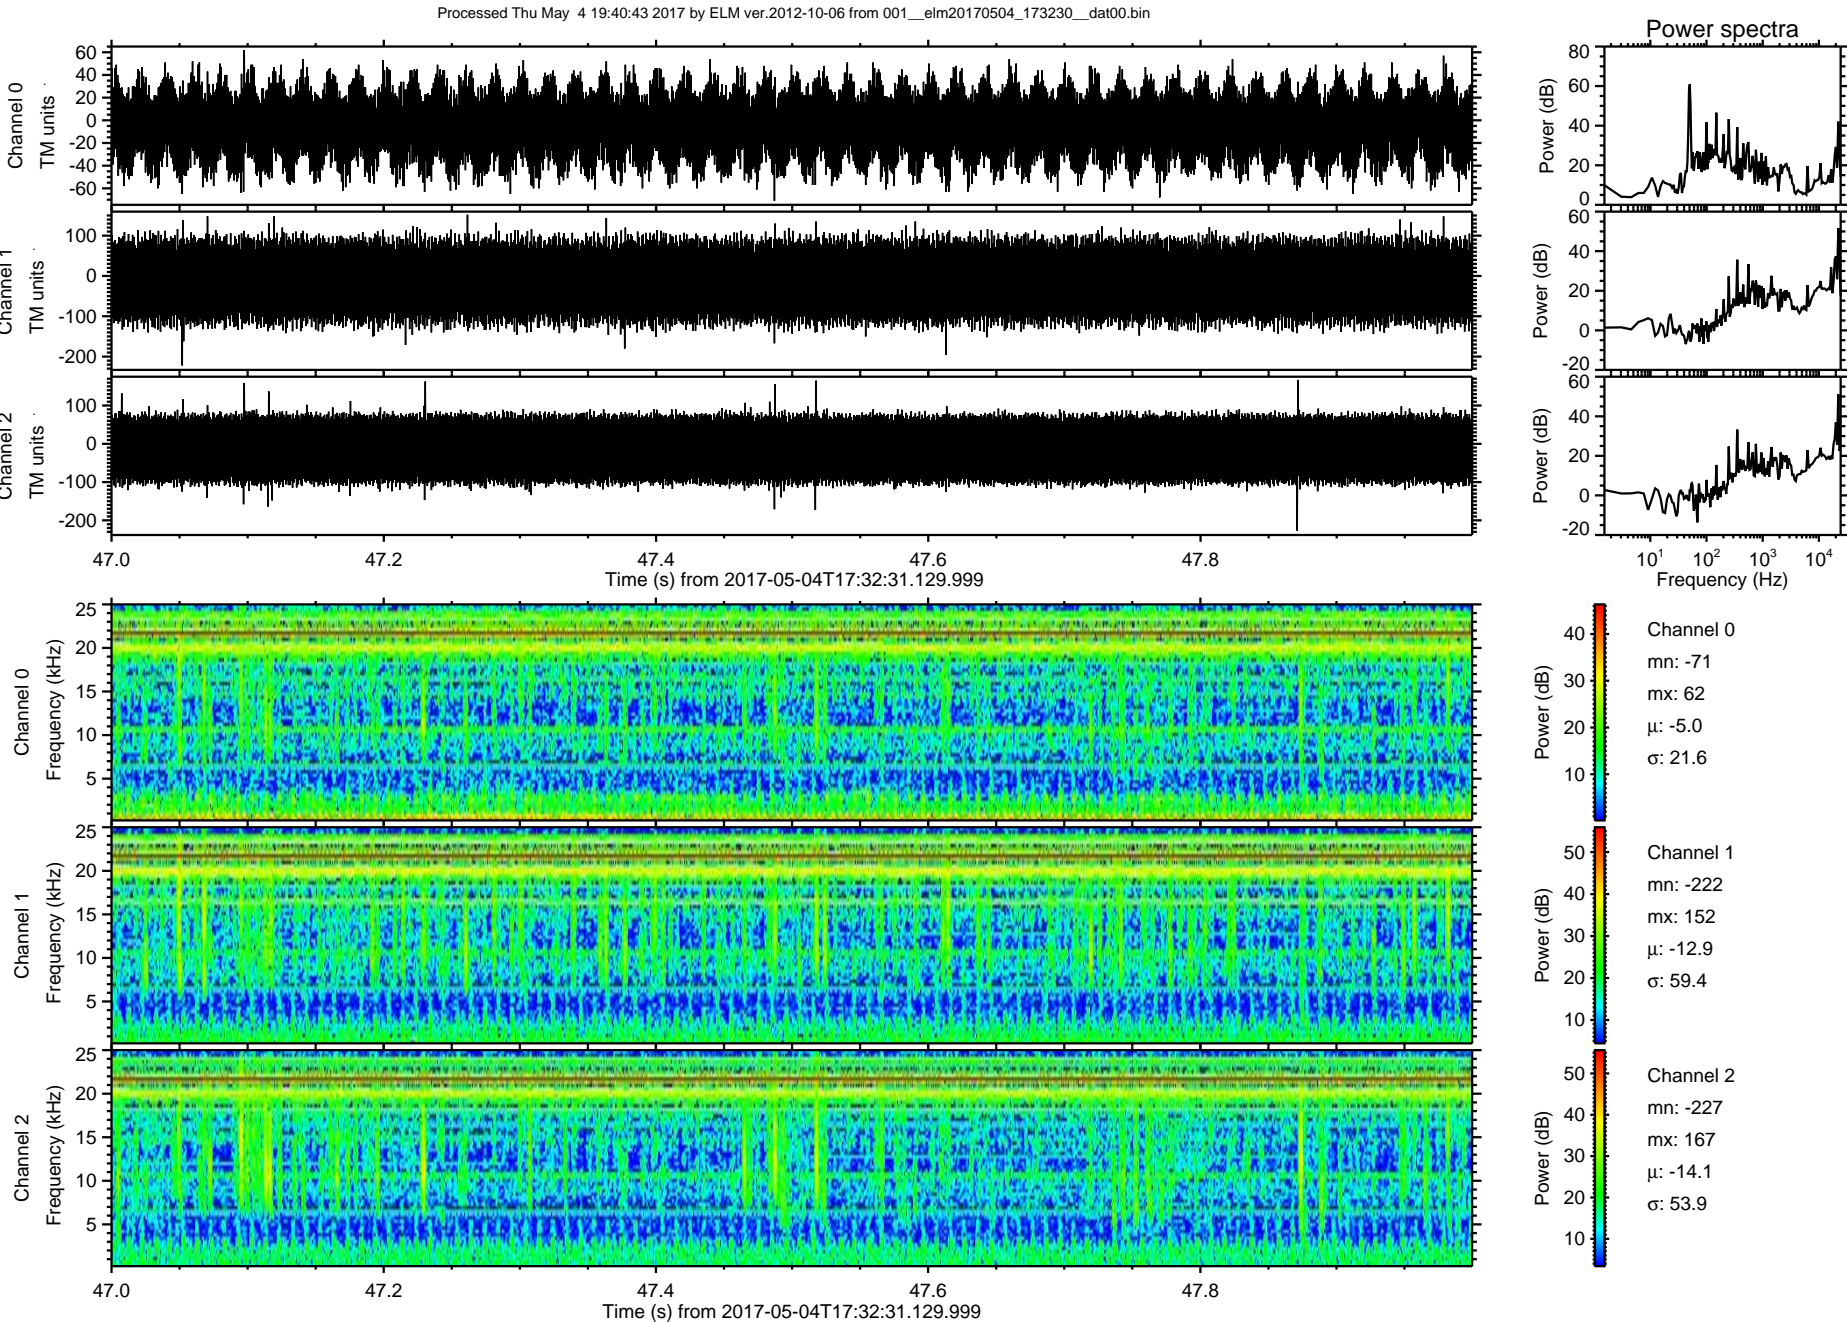 Processed Thu May  4 19:40:43 2017 by ELM ver.2012-10-06 from 001__elm20170504_173230__dat00.bin
Power spectra
Channel 0
TM units
60
40
20
0
-20
-40
-60
Power (dB)
80
60
40
20
0
Channel 1
TM units
100
0
-100
-200
Power (dB)
60
40
20
0
-20
Channel 2
TM units
100
0
-100
-200
Power (dB)
60
40
20
0
-20
47.0 47.2 47.4 47.6 47.8
Time (s) from 2017-05-04T17:32:31.129.999
10^1 10^2 10^3 10^4
Frequency (Hz)
Channel 0
Frequency (kHz)
25
20
15
10
5
Power (dB)
40
30
20
10
Channel 0
mn: -71
mx: 62
μ: -5.0
σ: 21.6
Channel 1
Frequency (kHz)
25
20
15
10
5
Power (dB)
50
40
30
20
10
Channel 1
mn: -222
mx: 152
μ: -12.9
σ: 59.4
Channel 2
Frequency (kHz)
25
20
15
10
5
Power (dB)
50
40
30
20
10
Channel 2
mn: -227
mx: 167
μ: -14.1
σ: 53.9
47.0 47.2 47.4 47.6 47.8
Time (s) from 2017-05-04T17:32:31.129.999